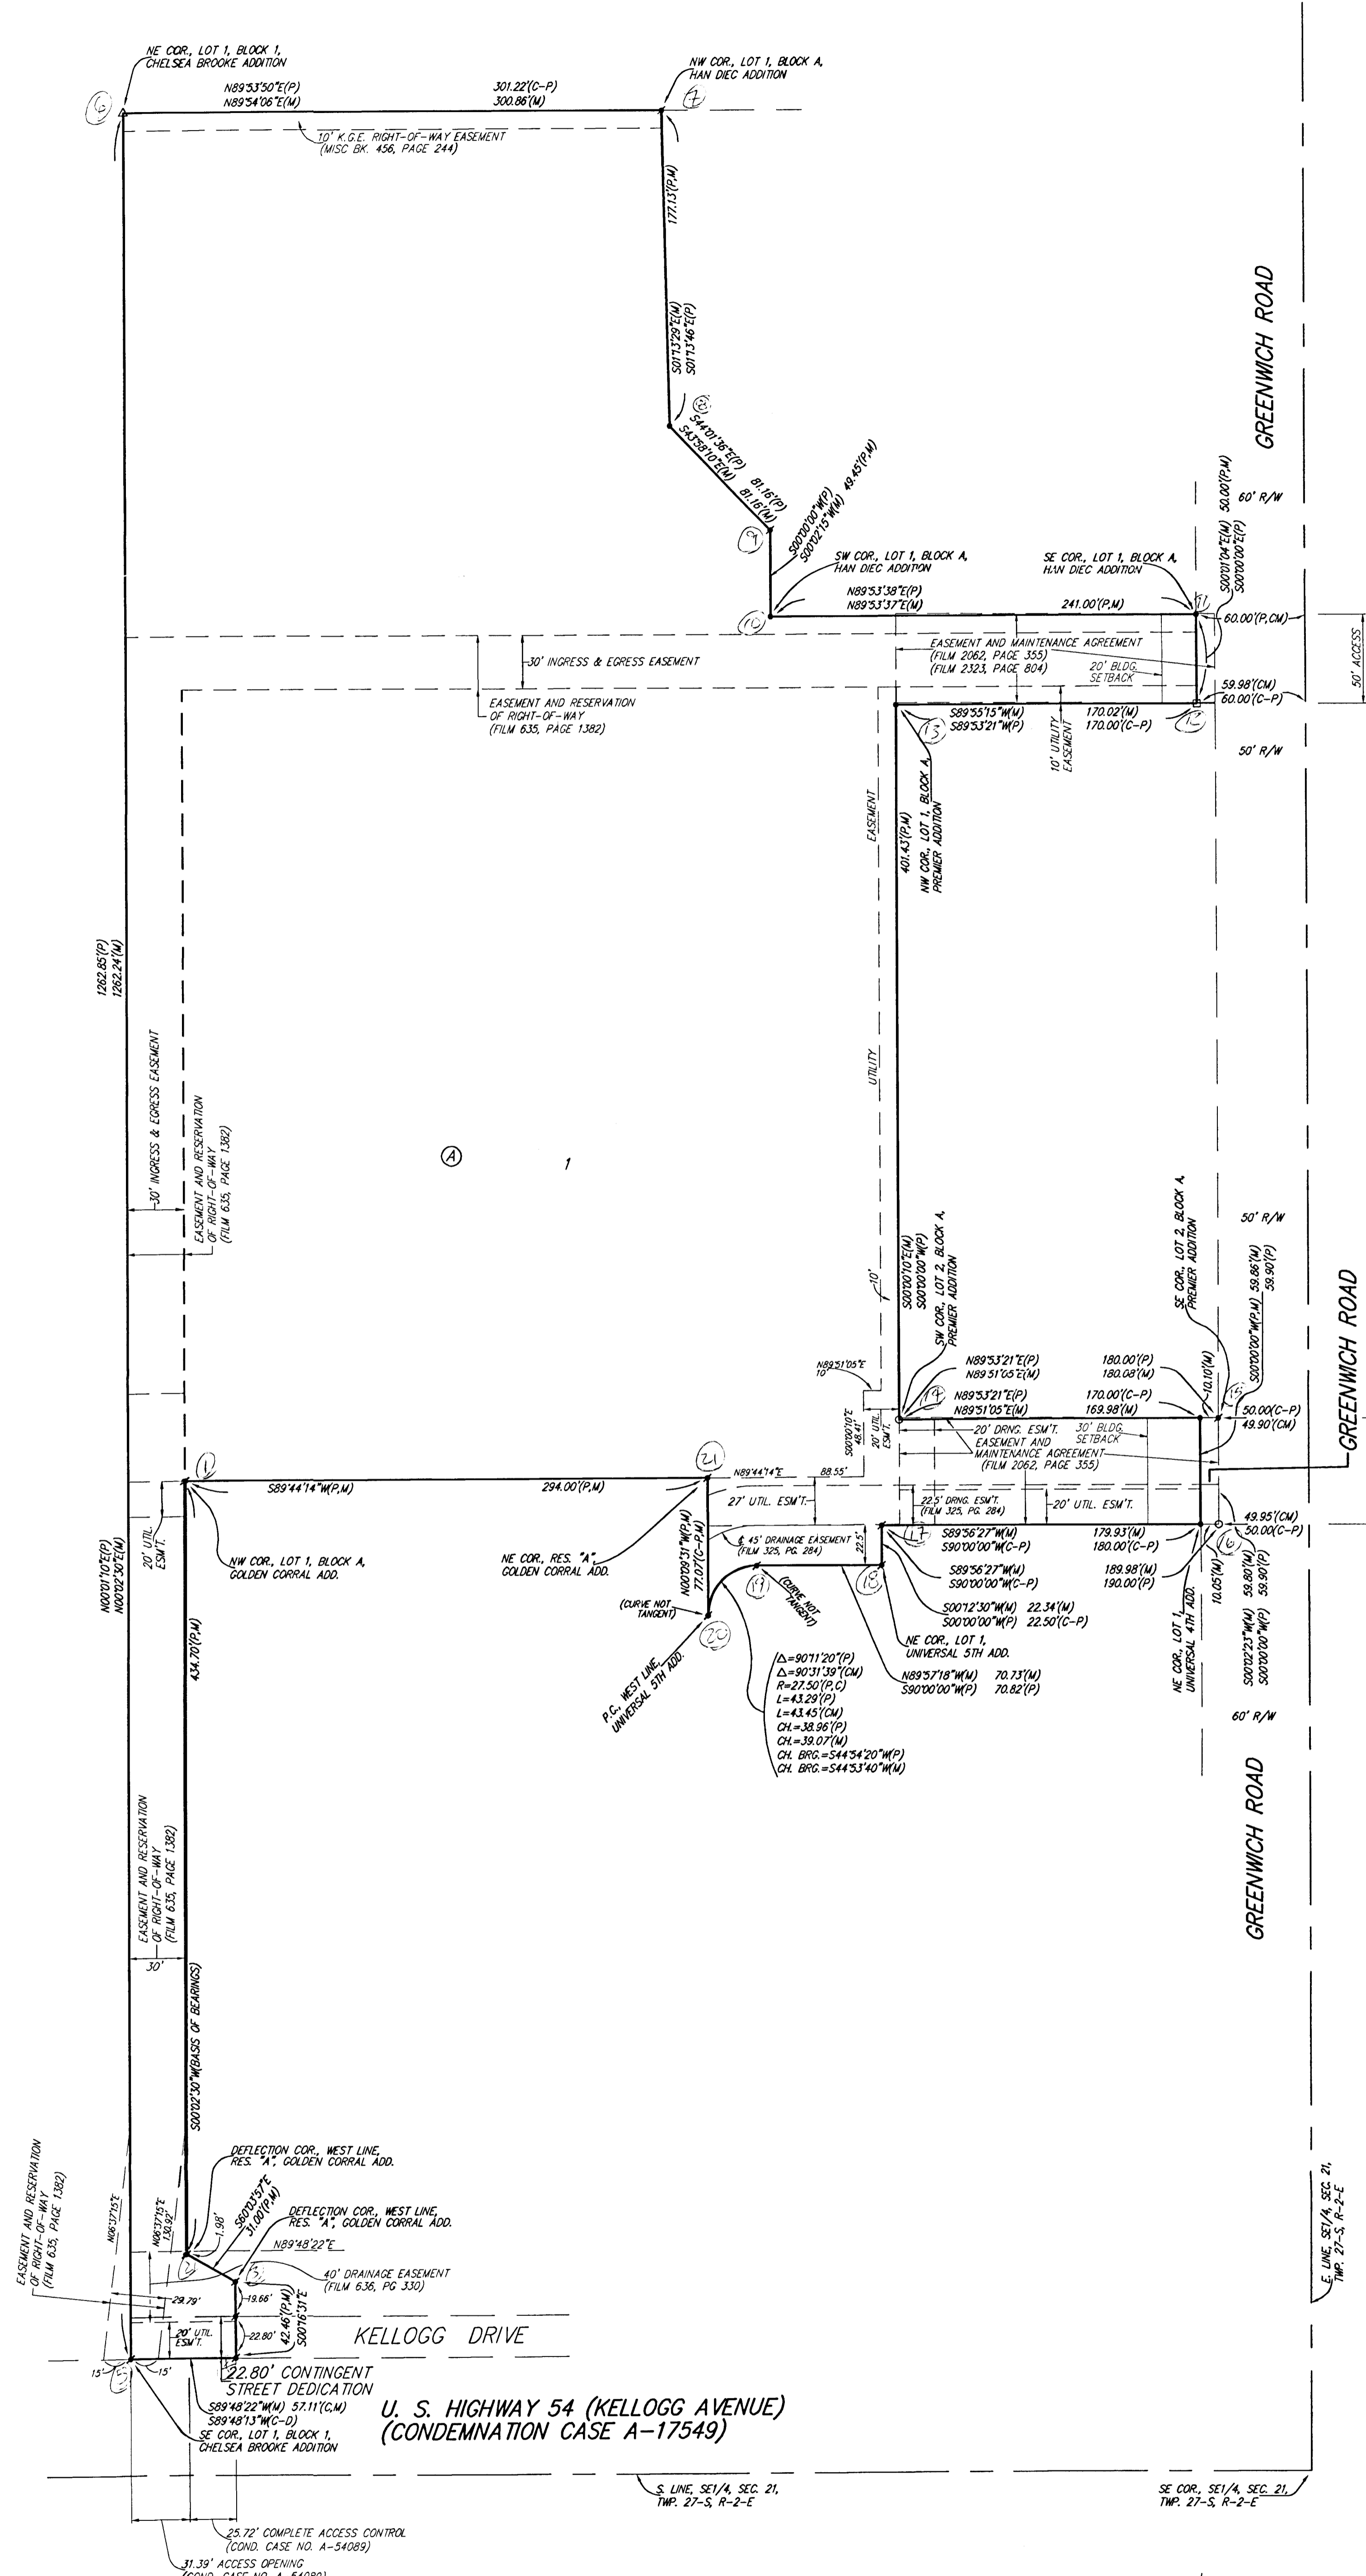 NE COR., LOT 1, BLOCK 1,
CHELSEA BROOKE ADDITION
N89°53'50"E(P)
N89°54'06"E(M)
301.22'(C-P)
300.86'(M)
NW COR., LOT 1, BLOCK A,
HAN DIEC ADDITION
6
7
10' K.G.E. RIGHT-OF-WAY EASEMENT
(MISC BK. 456, PAGE 244)
177.13'(P,M)
S01°13'29"E(M)
S01°13'46"E(P)
8
S44°01'36"E(P) 81.16'(P)
S43°58'10"E(M) 81.16'(M)
9
S00°00'00"W(P)
S00°02'15"W(M) 49.45'(P,M)
GREENWICH ROAD
60' R/W
S00°01'04"E(M) 50.00'(P,M)
S00°00'00"E(P)
SW COR., LOT 1, BLOCK A,
HAN DIEC ADDITION
SE COR., LOT 1, BLOCK A,
HAN DIEC ADDITION
N89°53'38"E(P)
N89°53'37"E(M)
241.00'(P,M)
10
11
60.00'(P,CM)
50' ACCESS
30' INGRESS & EGRESS EASEMENT
EASEMENT AND MAINTENANCE AGREEMENT
(FILM 2062, PAGE 355)
(FILM 2323, PAGE 804)
20' BLDG.
SETBACK
59.98'(CM)
60.00'(C-P)
EASEMENT AND RESERVATION
OF RIGHT-OF-WAY
(FILM 635, PAGE 1382)
S89°55'15"W(M)
S89°53'21"W(P)
170.02'(M)
170.00'(C-P)
12
13
10' UTILITY
EASEMENT
50' R/W
NW COR., LOT 1, BLOCK A,
PREMIER ADDITION
401.43'(P,M)
EASEMENT
UTILITY
10'
1262.85'(P)
1262.24'(M)
30' INGRESS & EGRESS EASEMENT
EASEMENT AND RESERVATION
OF RIGHT-OF-WAY
(FILM 635, PAGE 1382)
A
1
S00°00'10"E(M)
S00°00'00"W(P)
SW COR., LOT 2, BLOCK A,
PREMIER ADDITION
SE COR., LOT 2, BLOCK A,
PREMIER ADDITION
50' R/W
S00°00'00"W(P,M) 59.86'(M)
59.90'(P)
GREENWICH ROAD
N89°51'05"E
10'
N89°53'21"E(P)
N89°51'05"E(M)
180.00'(P)
180.08'(M)
N89°53'21"E(P)
N89°51'05"E(M)
170.00'(C-P)
169.98'(M)
10.10'(M)
14
15
50.00(C-P)
49.90'(CM)
S00°00'10"E
48.41'
20' UTIL.
ESM'T.
20' DRNG. ESM'T.
EASEMENT AND
MAINTENANCE AGREEMENT
(FILM 2062, PAGE 355)
30' BLDG.
SETBACK
1
S89°44'14"W(P,M)
294.00'(P,M)
21
N89°44'14"E 88.55'
27' UTIL. ESM'T.
22.5' DRNG. ESM'T.
(FILM 325, PG. 284)
20' UTIL. ESM'T.
20' UTIL.
ESM'T.
NW COR., LOT 1, BLOCK A,
GOLDEN CORRAL ADD.
NE COR., RES. "A",
GOLDEN CORRAL ADD.
N00°09'31"W(P,M)
77.07'(C-P,M)
℄ 45' DRAINAGE EASEMENT
(FILM 325, PG. 284)
22.5'
17
S89°56'27"W(M)
S90°00'00"W(C-P)
179.93'(M)
180.00'(C-P)
49.95'(CM)
50.00'(C-P)
16
S89°56'27"W(M)
S90°00'00"W(C-P)
189.98'(M)
190.00'(P)
10.05'(M)
18
19
20
(CURVE NOT
TANGENT)
(CURVE NOT
TANGENT)
S00°12'30"W(M) 22.34'(M)
S00°00'00"W(P) 22.50'(C-P)
NE COR., LOT 1,
UNIVERSAL 5TH ADD.
N89°57'18"W(M) 70.73'(M)
S90°00'00"W(P) 70.82'(P)
NE COR., LOT 1,
UNIVERSAL 4TH ADD.
S00°02'23"W(M) 59.80'(M)
S00°00'00"W(P) 59.90'(P)
P.C., WEST LINE,
UNIVERSAL 5TH ADD.
Δ=90°11'20"(P)
Δ=90°31'39"(CM)
R=27.50'(P,C)
L=43.29'(P)
L=43.45'(CM)
CH.=38.96'(P)
CH.=39.07'(M)
CH. BRG.=S44°54'20"W(P)
CH. BRG.=S44°53'40"W(M)
60' R/W
GREENWICH ROAD
N00°01'10"E(P)
N00°02'30"E(M)
434.70'(P,M)
EASEMENT AND RESERVATION
OF RIGHT-OF-WAY
(FILM 635, PAGE 1382)
30'
S00°02'30"W(BASIS OF BEARINGS)
DEFLECTION COR., WEST LINE,
RES. "A", GOLDEN CORRAL ADD.
S60°03'57"E
31.00'(P,M)
DEFLECTION COR., WEST LINE,
RES. "A", GOLDEN CORRAL ADD.
EASEMENT AND RESERVATION
OF RIGHT-OF-WAY
(FILM 635, PAGE 1382)
N06°37'15"E
N06°37'15"E
130.92'
1.98'
N89°48'22"E
2
3
40' DRAINAGE EASEMENT
(FILM 636, PG 330)
29.79'
19.66'
42.46'(P,M)
S00°16'31"E
20' UTIL.
ESM'T.
22.80'
KELLOGG DRIVE
15'
15'
5
22.80' CONTINGENT
STREET DEDICATION
S89°48'22"W(M) 57.11'(C,M)
S89°48'13"W(C-D)
SE COR., LOT 1, BLOCK 1,
CHELSEA BROOKE ADDITION
U. S. HIGHWAY 54 (KELLOGG AVENUE)
(CONDEMNATION CASE A-17549)
E. LINE, SE1/4, SEC. 21,
TWP. 27-S, R-2-E
S. LINE, SE1/4, SEC. 21,
TWP. 27-S, R-2-E
SE COR., SE1/4, SEC. 21,
TWP. 27-S, R-2-E
25.72' COMPLETE ACCESS CONTROL
(COND. CASE NO. A-54089)
31.39' ACCESS OPENING
(COND. CASE NO. A-54089)